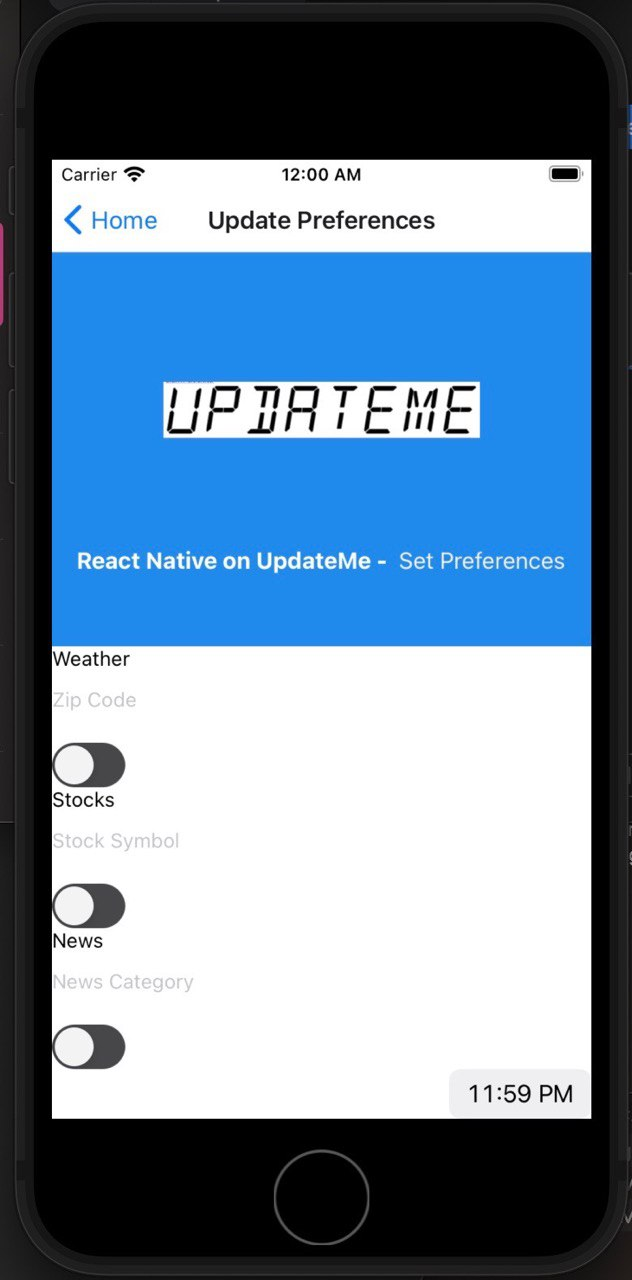 Carrier 12:00 AM
Home Update Preferences
UPDATEME
React Native on UpdateMe - Set Preferences
Weather
Zip Code
Stocks
Stock Symbol
News
News Category
11:59 PM